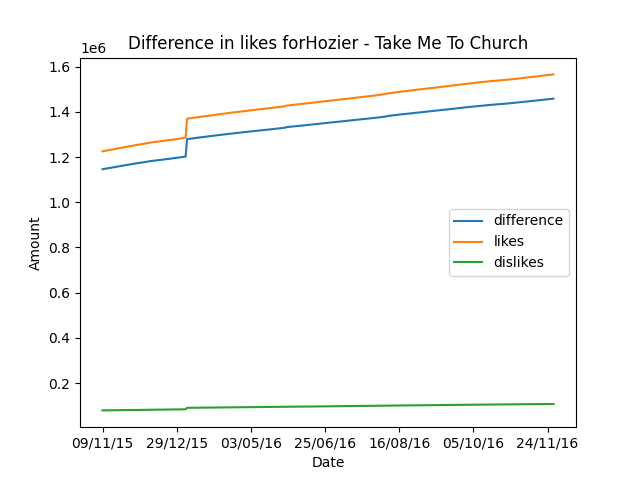 Difference in likes forHozier - Take Me To Church
1e6
1.6
1.4
1.2
1.0
0.8
0.6
0.4
0.2
Amount
difference
likes
dislikes
09/11/15 29/12/15 03/05/16 25/06/16 16/08/16 05/10/16 24/11/16
Date